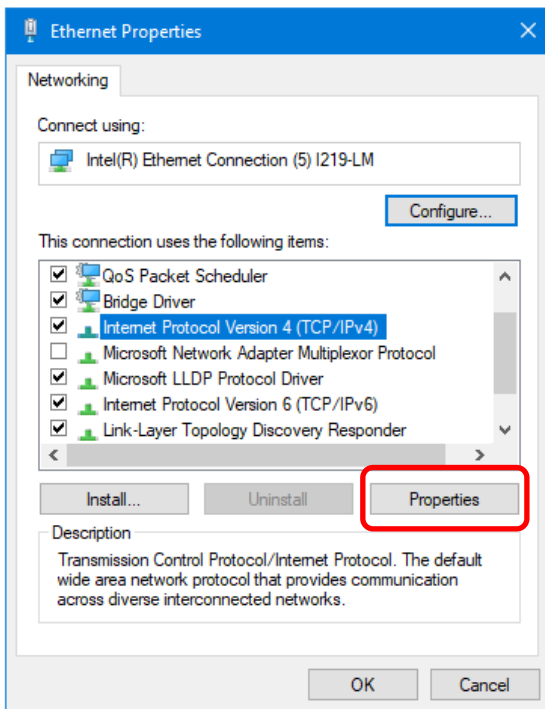 Ethernet Properties
Networking
Connect using:
Intel(R) Ethernet Connection (5) I219-LM
Configure...
This connection uses the following items:
QoS Packet Scheduler
Bridge Driver
Internet Protocol Version 4 (TCP/IPv4)
Microsoft Network Adapter Multiplexor Protocol
Microsoft LLDP Protocol Driver
Internet Protocol Version 6 (TCP/IPv6)
Link-Layer Topology Discovery Responder
Install... Uninstall Properties
Description
Transmission Control Protocol/Internet Protocol. The default
wide area network protocol that provides communication
across diverse interconnected networks.
OK Cancel